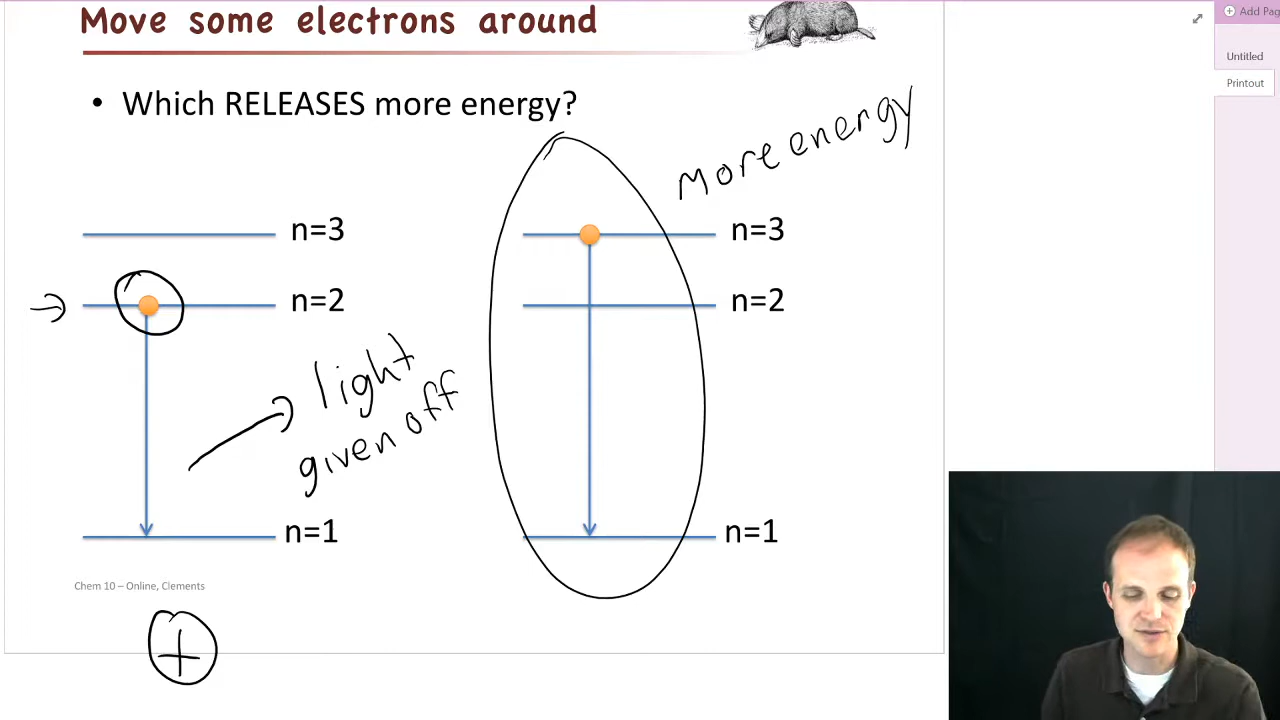 Move some electrons around
Add Pag
Untitled
Printout
• Which RELEASES more energy?
More energy
n=3
n=2
n=1
light
given off
n=3
n=2
n=1
Chem 10 – Online, Clements
+